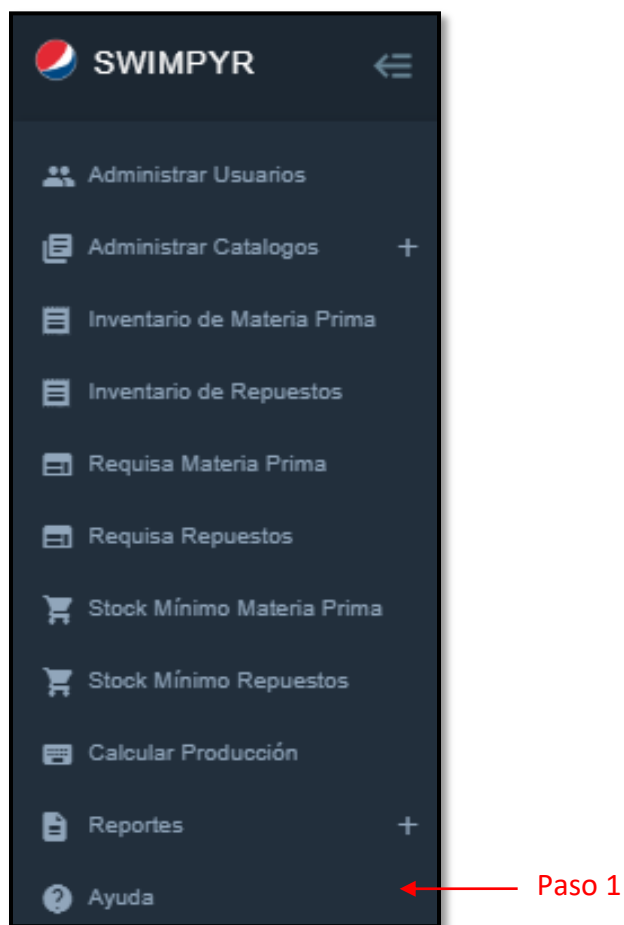 SWIMPYR
Administrar Usuarios
Administrar Catalogos +
Inventario de Materia Prima
Inventario de Repuestos
Requisa Materia Prima
Requisa Repuestos
Stock Mínimo Materia Prima
Stock Mínimo Repuestos
Calcular Producción
Reportes +
Ayuda
Paso 1